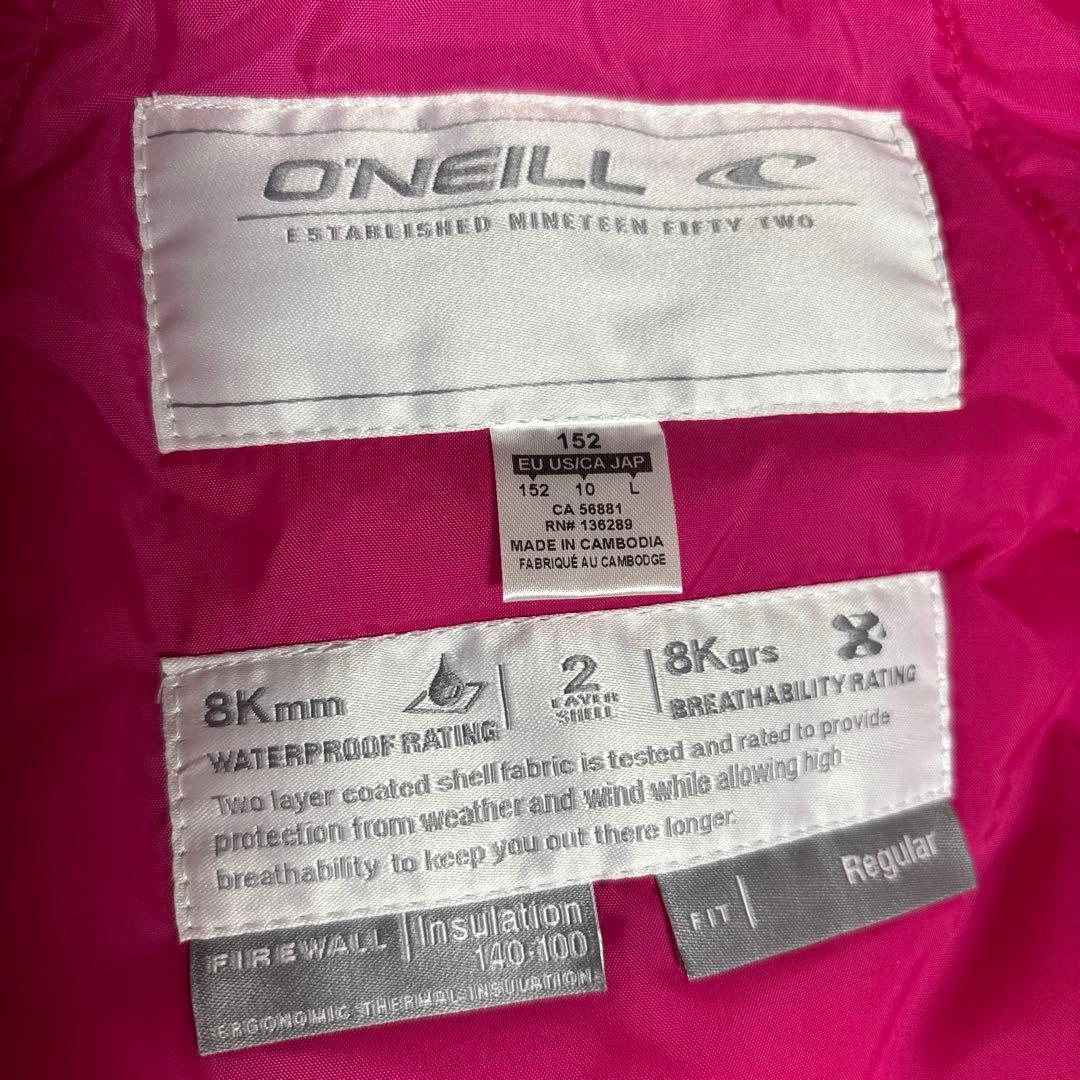 O'NEILL
ESTABLISHED NINETEEN FIFTY TWO
152
EU US/CA JAP
152 10 L
CA 56881
RN# 136289
MADE IN CAMBODIA
FABRIQUÉ AU CAMBODGE
8Kmm
WATERPROOF RATING
2
LAYER
SHELL
8Kgrs
BREATHABILITY RATING
Two layer coated shell fabric is tested and rated to provide
protection from weather and wind while allowing high
breathability to keep you out there longer.
FIREWALL Insulation
140-100
ERGONOMIC THERMAL INSULATION
FIT Regular